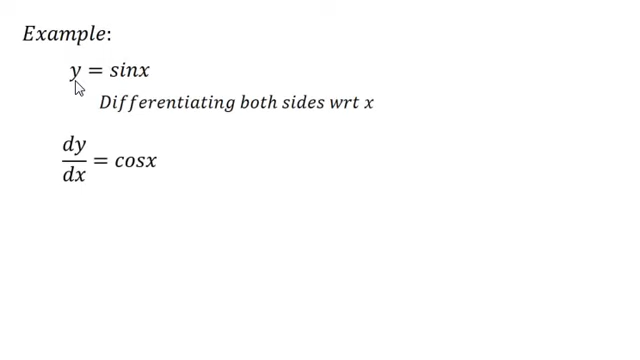 Example:
y = sinx
Differentiating both sides wrt x
dy/dx = cosx